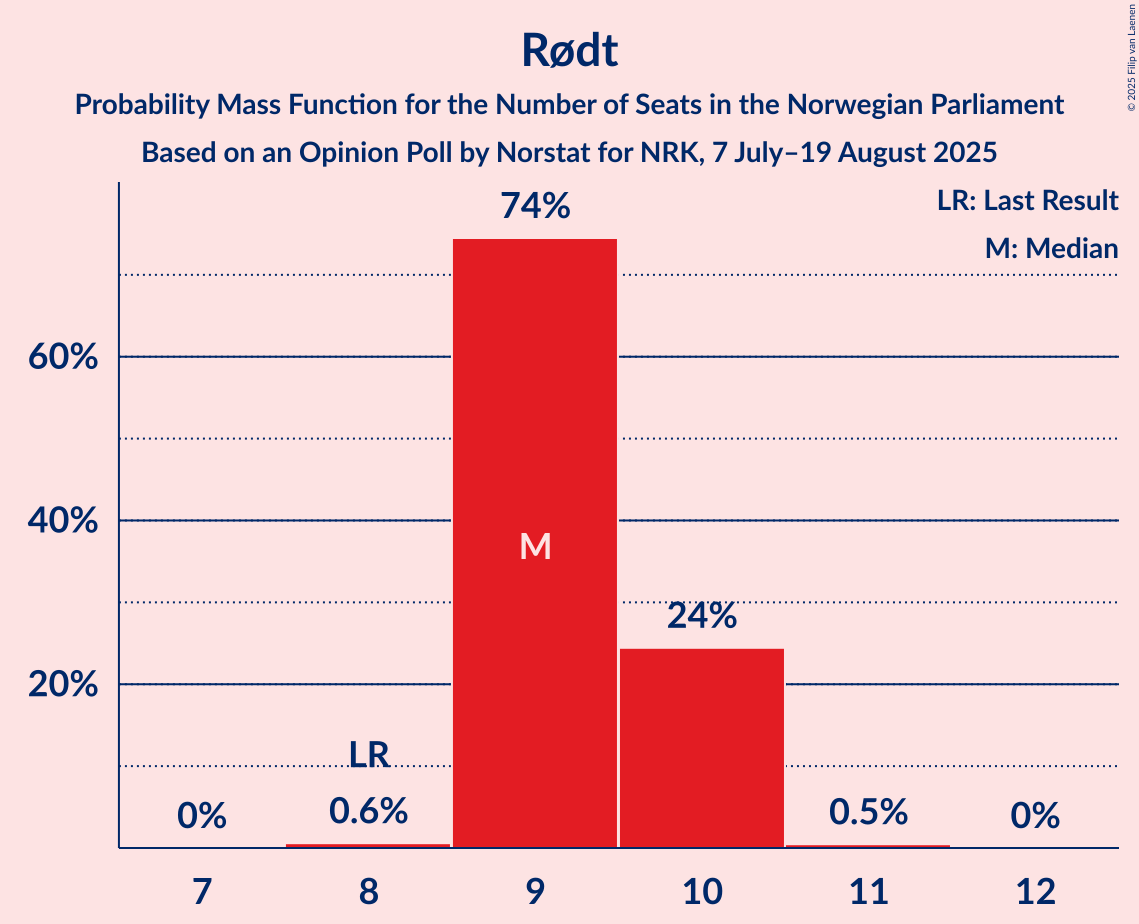 Rødt
Probability Mass Function for the Number of Seats in the Norwegian Parliament
Based on an Opinion Poll by Norstat for NRK, 7 July–19 August 2025
© 2025 Filip van Laenen
LR: Last Result
M: Median
74%
60%
40%
M
24%
20%
LR
0%
0.6%
0.5%
0%
7
8
9
10
11
12